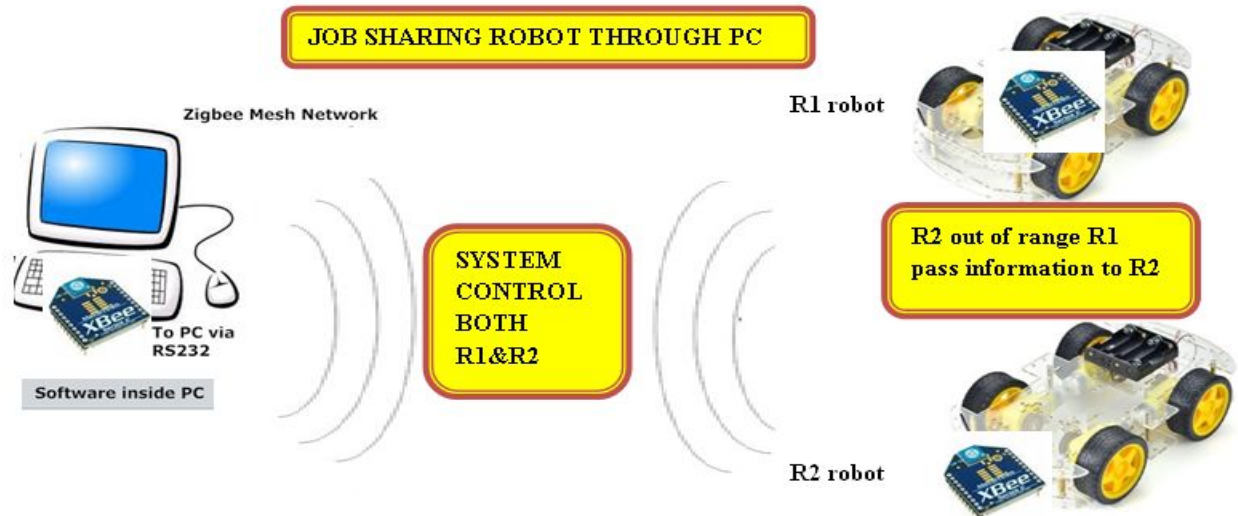 JOB SHARING ROBOT THROUGH PC
Zigbee Mesh Network
R1 robot
XBee
SYSTEM
CONTROL
BOTH
R1&R2
R2 out of range R1
pass information to R2
XBee
To PC via
RS232
Software inside PC
R2 robot
XBee